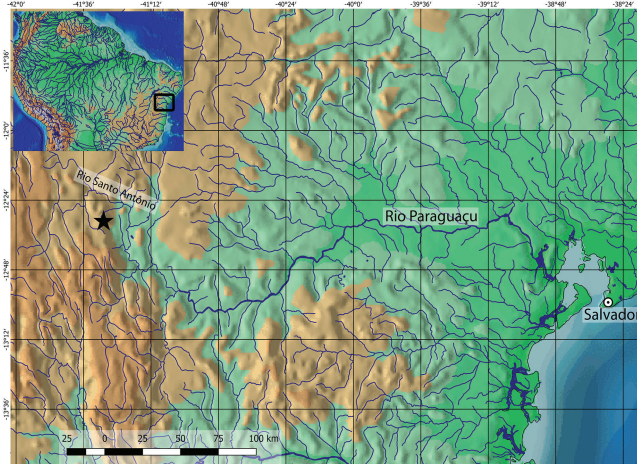 -42°0' -41°36' -40°48' -40°24' -40°0' -39°36' -39°12' -38°48' -38°24'
-11°36'
-12°0'
-12°24'
Rio Santo Antônio
Rio Paraguaçu
-12°48'
Salvador
-13°12'
-13°36'
25 0 25 50 75 100 km